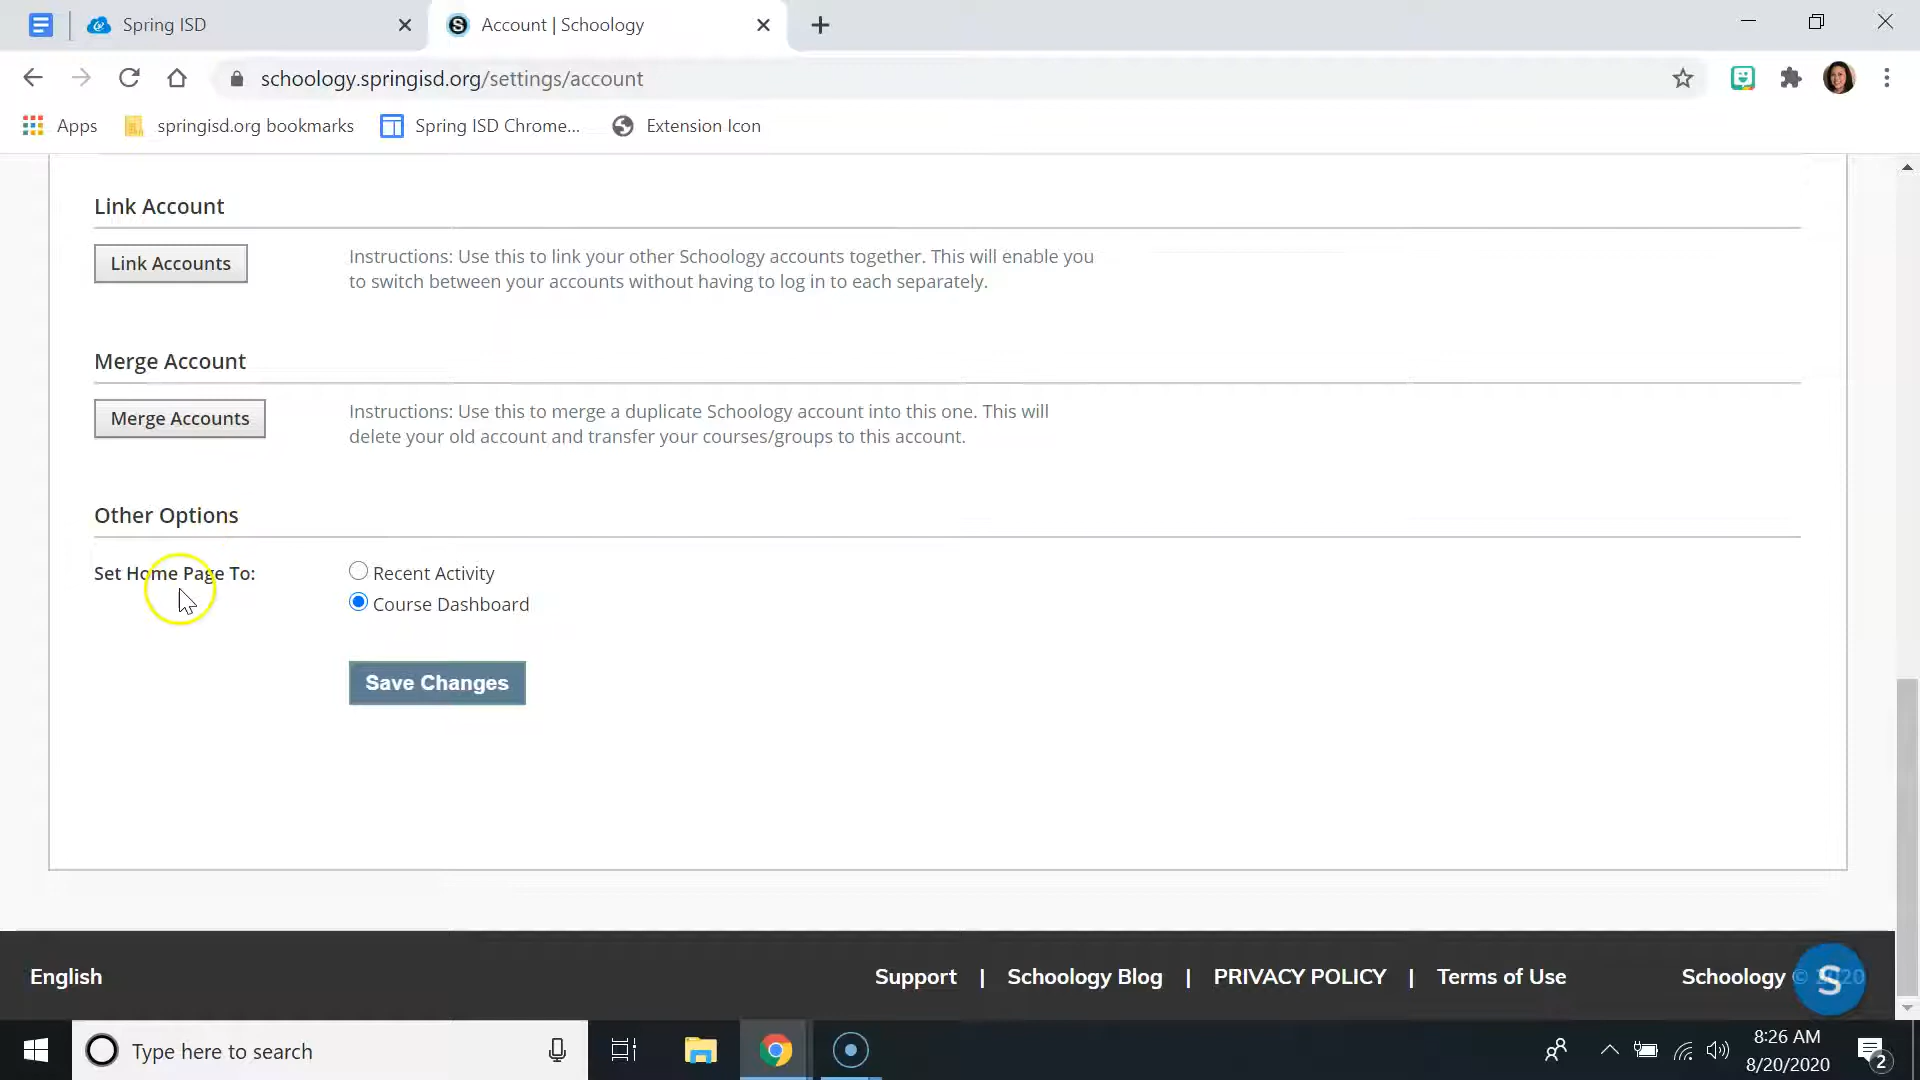 Spring ISD
Account | Schoology
schoology.springisd.org/settings/account
Apps
springisd.org bookmarks
Spring ISD Chrome...
Extension Icon
Link Account
Link Accounts
Instructions: Use this to link your other Schoology accounts together. This will enable you
to switch between your accounts without having to log in to each separately.
Merge Account
Merge Accounts
Instructions: Use this to merge a duplicate Schoology account into this one. This will
delete your old account and transfer your courses/groups to this account.
Other Options
Set Home Page To:
Recent Activity
Course Dashboard
Save Changes
English
Support | Schoology Blog | PRIVACY POLICY | Terms of Use
Schoology © 2020
S
Type here to search
8:26 AM
8/20/2020
2